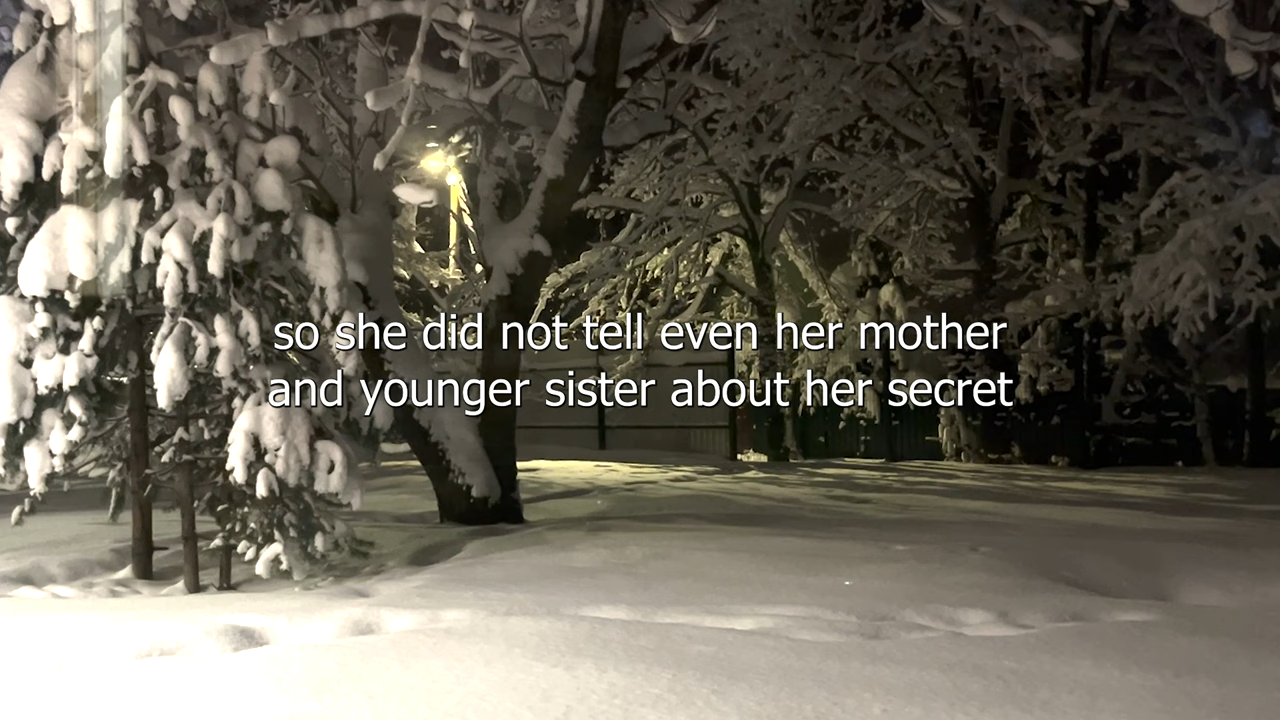 so she did not tell even her mother
and younger sister about her secret